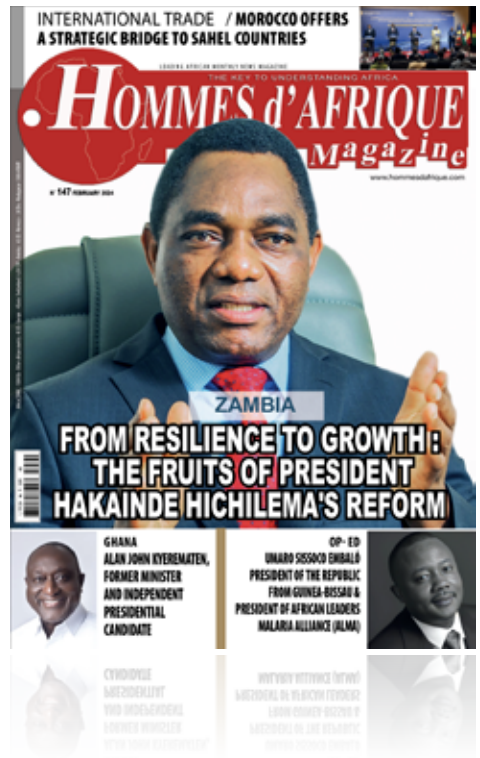 INTERNATIONAL TRADE / MOROCCO OFFERS
A STRATEGIC BRIDGE TO SAHEL COUNTRIES
LEADING AFRICAN MONTHLY NEWS MAGAZINE
THE KEY TO UNDERSTANDING AFRICA
HOMMES d'AFRIQUE
Magazine
www.hommesdafrique.com
N° 147 FEBRUARY 2024
ZAMBIA
FROM RESILIENCE TO GROWTH :
THE FRUITS OF PRESIDENT
HAKAINDE HICHILEMA'S REFORM
GHANA
ALAN JOHN KYEREMATEN,
FORMER MINISTER
AND INDEPENDENT
PRESIDENTIAL
CANDIDATE
OP- ED
UMARO SISSOCO EMBALÓ
PRESIDENT OF THE REPUBLIC
FROM GUINEA-BISSAU &
PRESIDENT OF AFRICAN LEADERS
MALARIA ALLIANCE (ALMA)